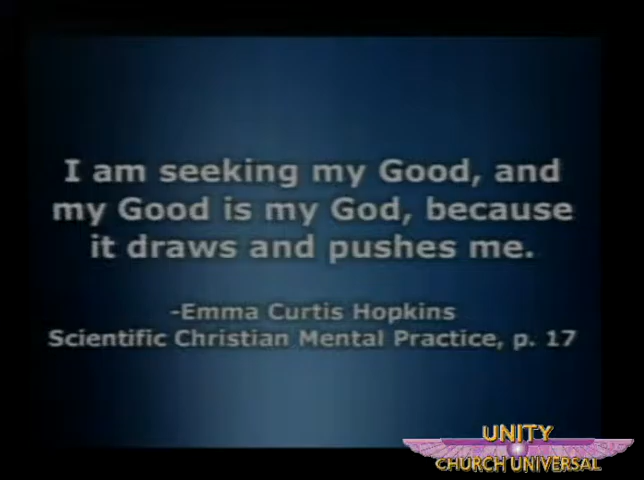 I am seeking my Good, and
my Good is my God, because
it draws and pushes me.
-Emma Curtis Hopkins
Scientific Christian Mental Practice, p. 17
UNITY
CHURCH UNIVERSAL